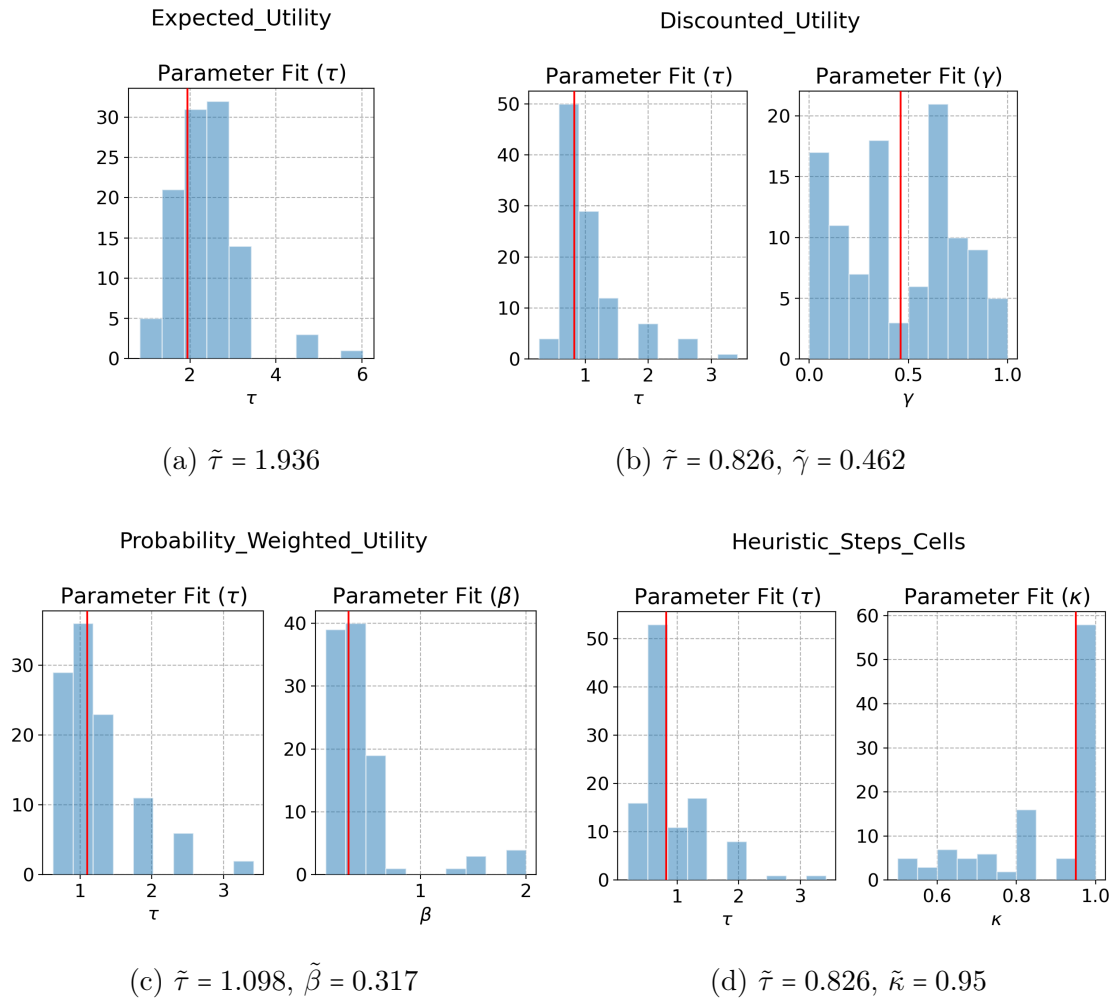 Expected_Utility
Parameter Fit (τ)
30
25
20
15
10
5
0
2 4 6
τ
(a) τ̃ = 1.936
Discounted_Utility
Parameter Fit (τ)
50
40
30
20
10
0
1 2 3
τ
Parameter Fit (γ)
20
15
10
5
0
0.0 0.5 1.0
γ
(b) τ̃ = 0.826, γ̃ = 0.462
Probability_Weighted_Utility
Parameter Fit (τ)
30
20
10
0
1 2 3
τ
Parameter Fit (β)
40
30
20
10
0
1 2
β
(c) τ̃ = 1.098, β̃ = 0.317
Heuristic_Steps_Cells
Parameter Fit (τ)
50
40
30
20
10
0
1 2 3
τ
Parameter Fit (κ)
60
50
40
30
20
10
0
0.6 0.8 1.0
κ
(d) τ̃ = 0.826, κ̃ = 0.95